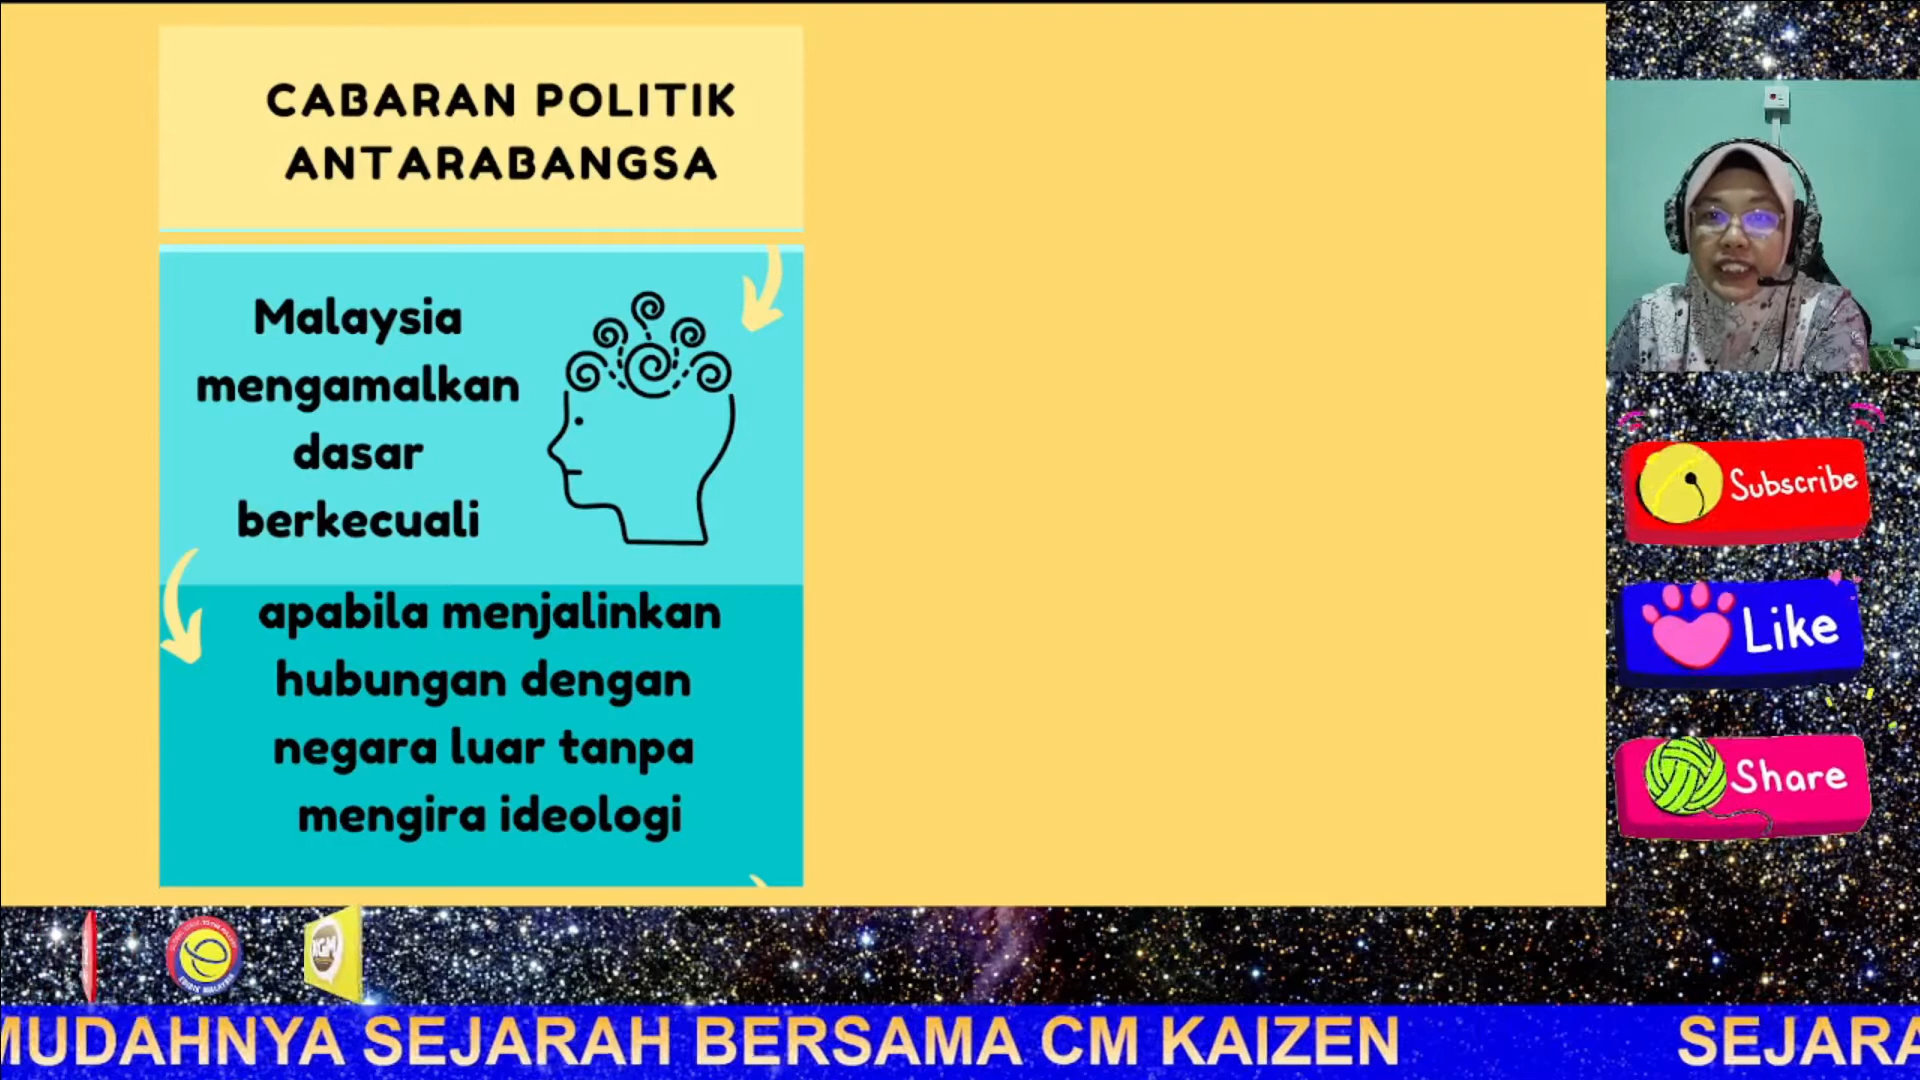 CABARAN POLITIK
ANTARABANGSA
Malaysia
mengamalkan
dasar
berkecuali
apabila menjalinkan
hubungan dengan
negara luar tanpa
mengira ideologi
Subscribe
Like
Share
KGM
MUDAHNYA SEJARAH BERSAMA CM KAIZEN
SEJARA